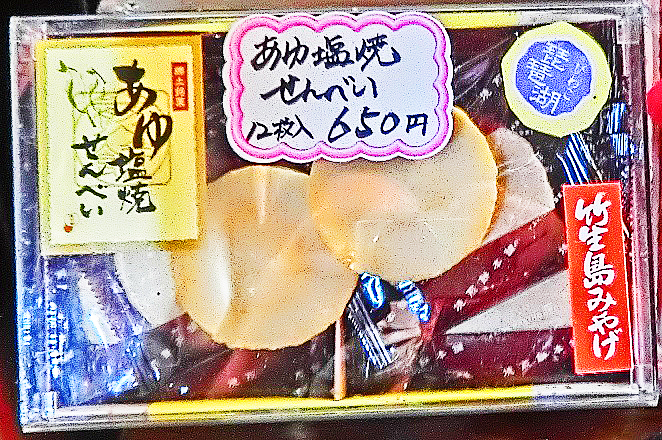 あゆ塩焼
せんべい
12枚入 650円
あゆ
塩焼
せんべい
琵琶湖
竹生島みやげ